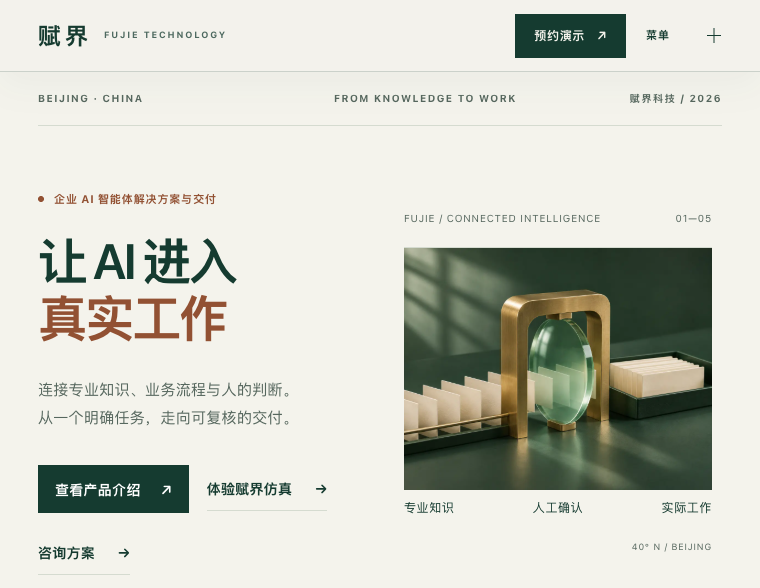 赋界
FUJIE TECHNOLOGY
预约演示
菜单
BEIJING · CHINA
FROM KNOWLEDGE TO WORK
赋界科技 / 2026
企业 AI 智能体解决方案与交付
让 AI 进入
真实工作
连接专业知识、业务流程与人的判断。
从一个明确任务，走向可复核的交付。
查看产品介绍
体验赋界仿真
咨询方案
FUJIE / CONNECTED INTELLIGENCE
01—05
专业知识
人工确认
实际工作
40° N / BEIJING